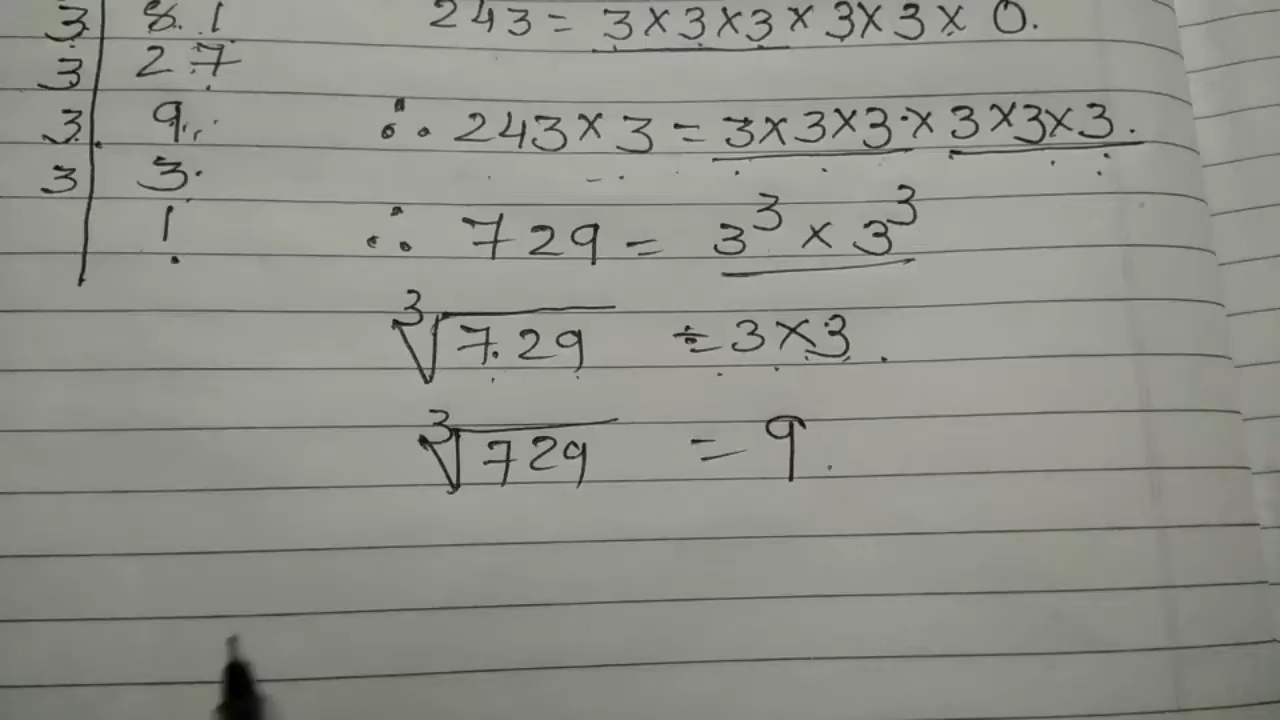 3 | 81
3 | 27
3 | 9
3 | 3
| 1
243 = 3×3×3×3×3× 0.
∴ 243×3 = 3×3×3×3×3×3.
∴ 729 = 3³ × 3³
∛729 = 3×3.
∛729 = 9.